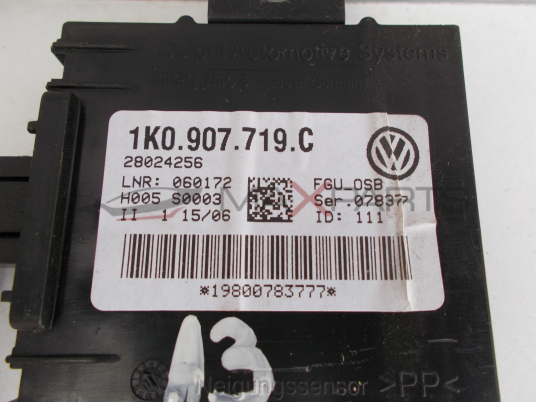 Automotive Systems
1K0.907.719.C
28024256
LNR: 060172 FGU_OSB
H005 S0003 Ser.078377
II 1 15/06 ID: 111
*19800783777*
13
Neigungssensor >PP<